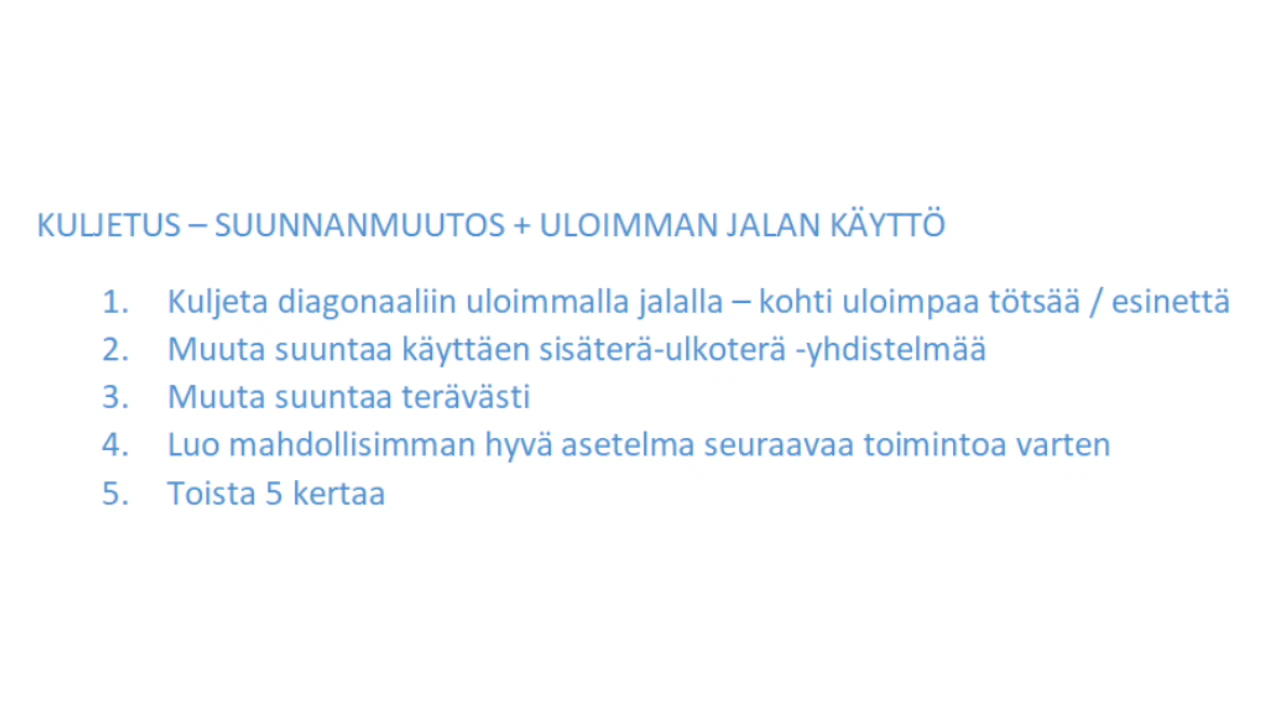 KULJETUS – SUUNNANMUUTOS + ULOIMMAN JALAN KÄYTTÖ
1. Kuljeta diagonaaliin uloimmalla jalalla – kohti uloimpaa tötsää / esinettä
2. Muuta suuntaa käyttäen sisäterä-ulkoterä -yhdistelmää
3. Muuta suuntaa terävästi
4. Luo mahdollisimman hyvä asetelma seuraavaa toimintoa varten
5. Toista 5 kertaa